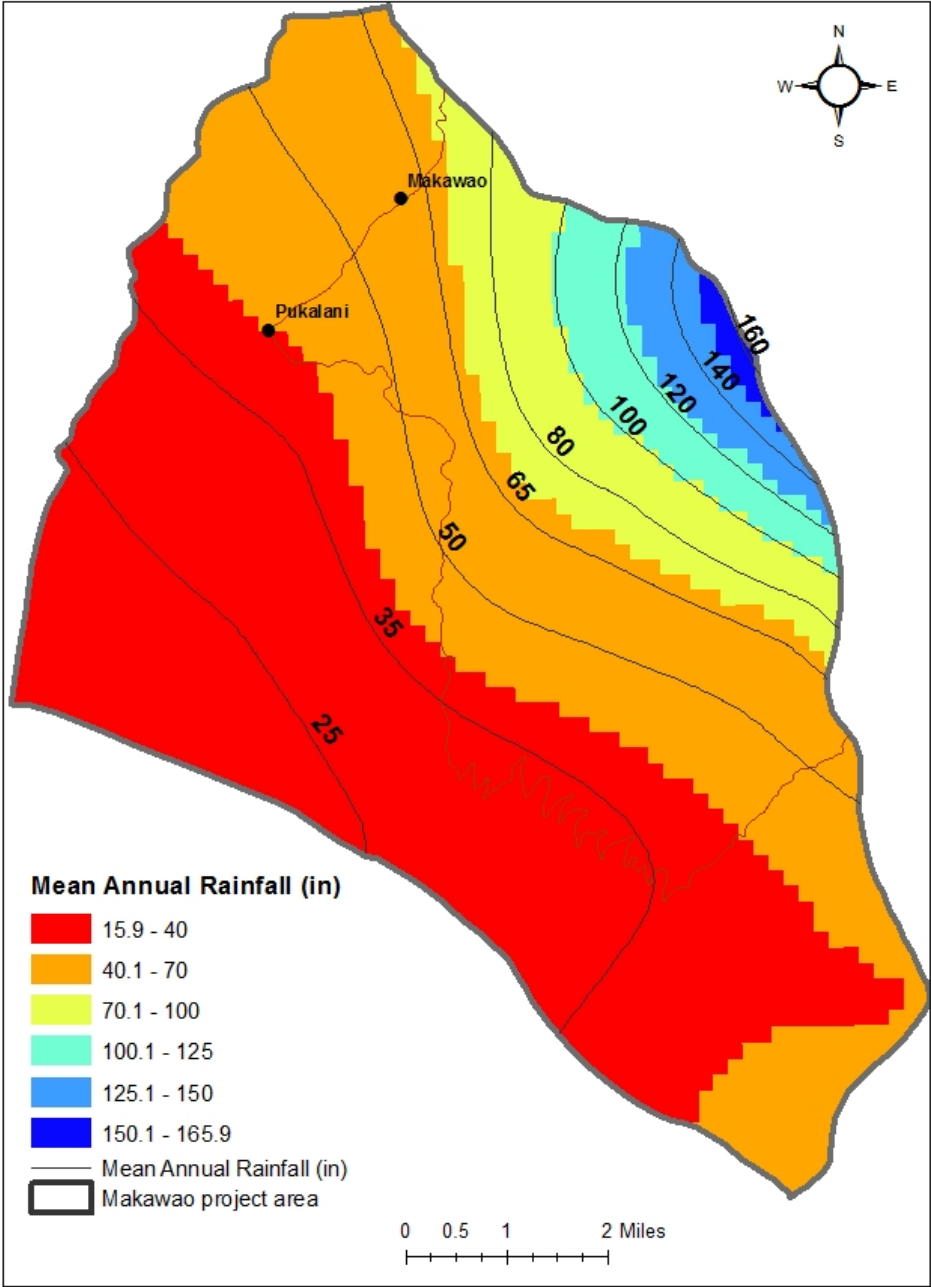 N
W E
S
Makawao
Pukalani
160
140
120
100
80
65
50
35
25
Mean Annual Rainfall (in)
15.9 - 40
40.1 - 70
70.1 - 100
100.1 - 125
125.1 - 150
150.1 - 165.9
Mean Annual Rainfall (in)
Makawao project area
0 0.5 1 2 Miles